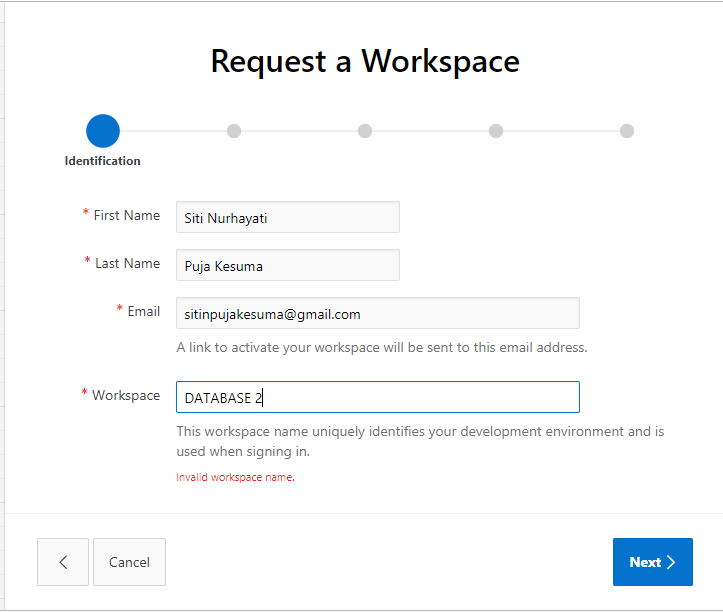 Request a Workspace
Identification
* First Name Siti Nurhayati
* Last Name Puja Kesuma
* Email sitinpujakesuma@gmail.com
A link to activate your workspace will be sent to this email address.
* Workspace DATABASE 2
This workspace name uniquely identifies your development environment and is
used when signing in.
Invalid workspace name.
Cancel Next